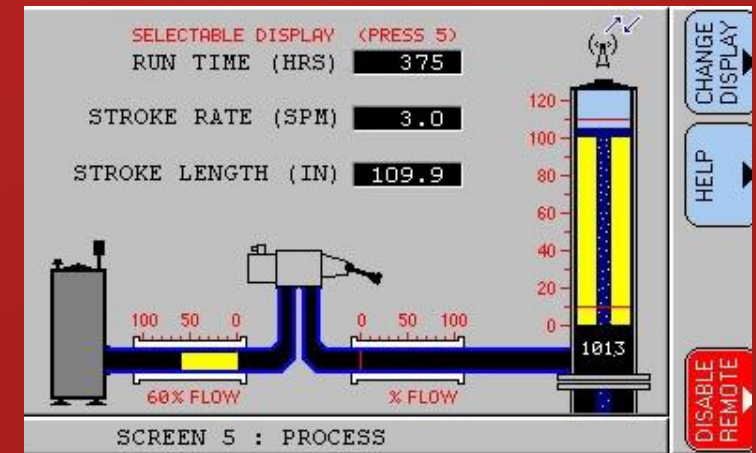 SELECTABLE DISPLAY (PRESS 5)
RUN TIME (HRS) 375
STROKE RATE (SPM) 3.0
STROKE LENGTH (IN) 109.9
120
100
80
60
40
20
0
1013
100 50 0
60% FLOW
0 50 100
% FLOW
SCREEN 5 : PROCESS
CHANGE
DISPLAY
HELP
DISABLE
REMOTE